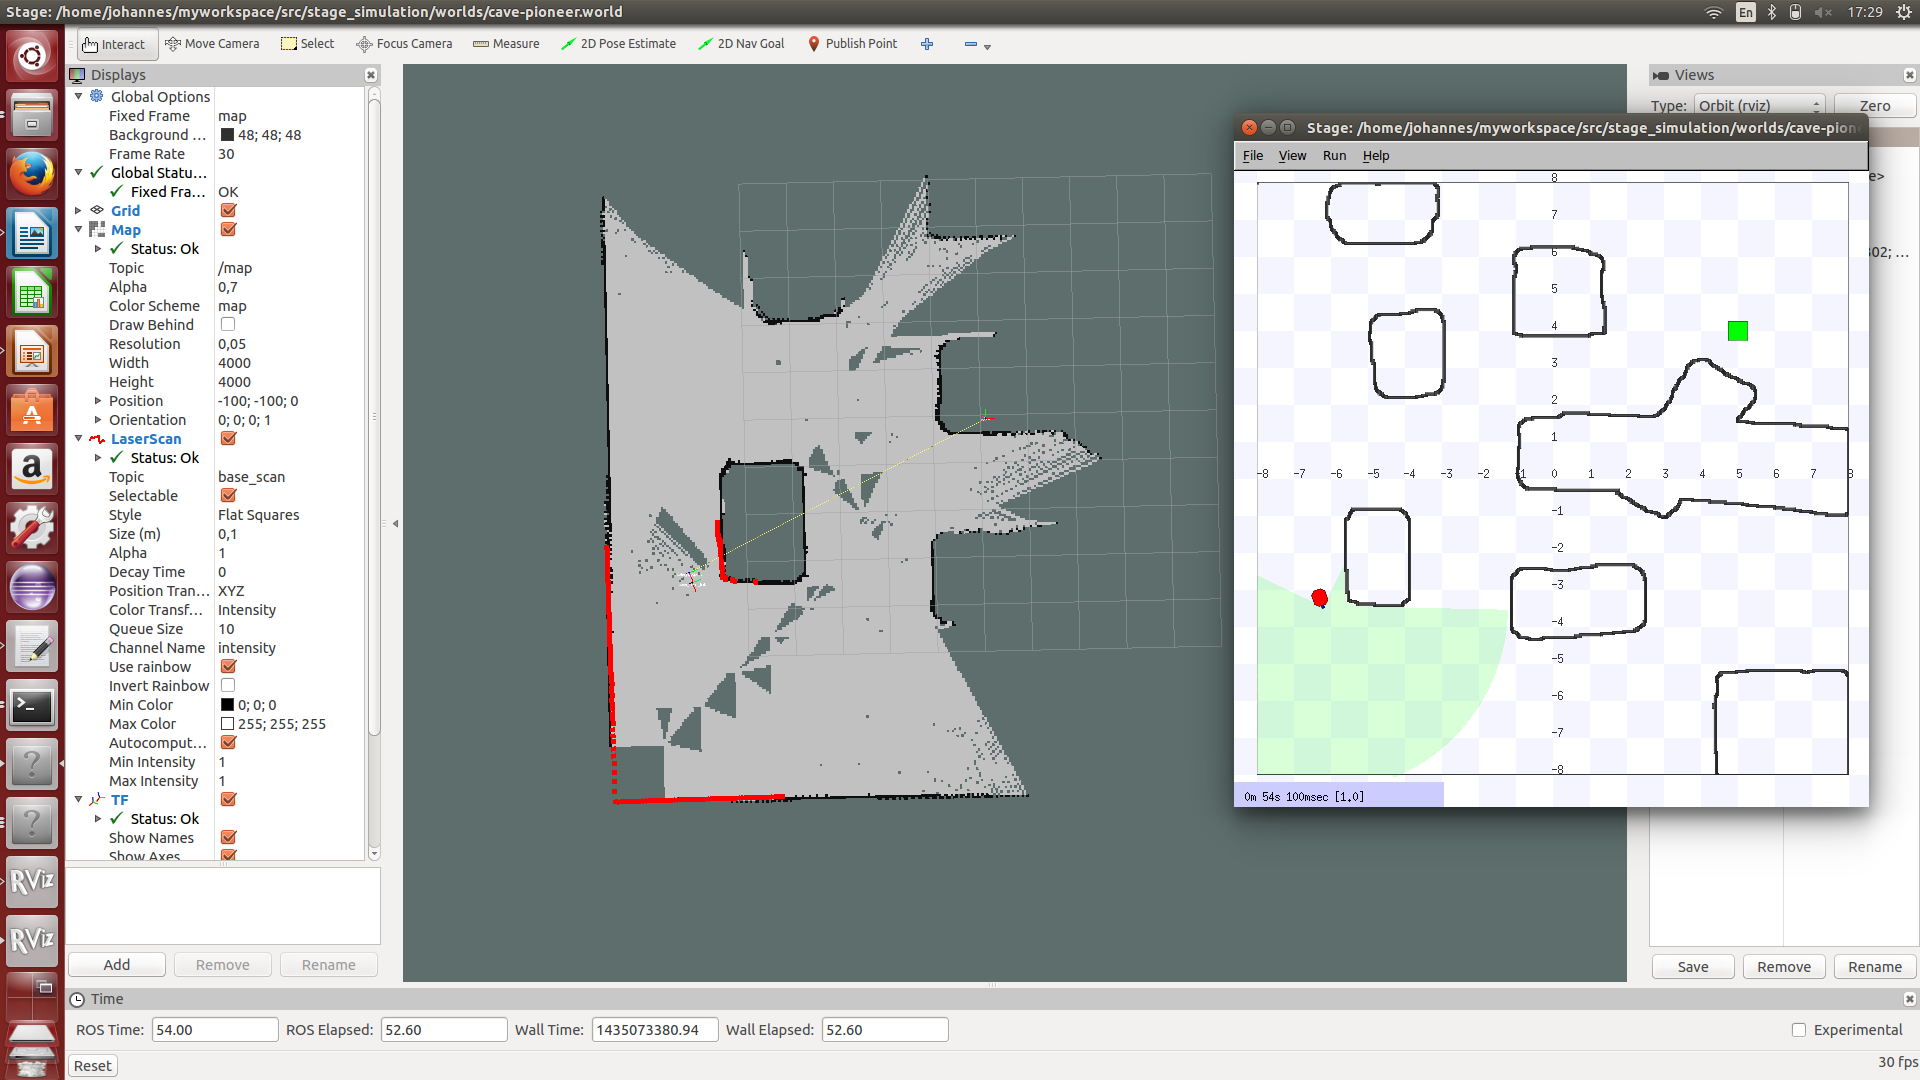 Stage: /home/johannes/myworkspace/src/stage_simulation/worlds/cave-pioneer.world
En
17:29
Interact
Move Camera
Select
Focus Camera
Measure
2D Pose Estimate
2D Nav Goal
Publish Point
Displays
Global Options
Fixed Frame map
Background ... 48; 48; 48
Frame Rate 30
Global Statu...
Fixed Fra... OK
Grid
Map
Status: Ok
Topic /map
Alpha 0,7
Color Scheme map
Draw Behind
Resolution 0,05
Width 4000
Height 4000
Position -100; -100; 0
Orientation 0; 0; 0; 1
LaserScan
Status: Ok
Topic base_scan
Selectable
Style Flat Squares
Size (m) 0,1
Alpha 1
Decay Time 0
Position Tran... XYZ
Color Transf... Intensity
Queue Size 10
Channel Name intensity
Use rainbow
Invert Rainbow
Min Color 0; 0; 0
Max Color 255; 255; 255
Autocomput...
Min Intensity 1
Max Intensity 1
TF
Status: Ok
Show Names
Show Axes
Add
Remove
Rename
Views
Type: Orbit (rviz)
Zero
e>
02; ...
Save
Remove
Rename
Stage: /home/johannes/myworkspace/src/stage_simulation/worlds/cave-pione
File View Run Help
8
7
6
5
4
3
2
1
-8 -7 -6 -5 -4 -3 -2 -1 0 1 2 3 4 5 6 7 8
-1
-2
-3
-4
-5
-6
-7
-8
0m 54s 100msec [1.0]
RViz
RViz
Time
ROS Time: 54.00
ROS Elapsed: 52.60
Wall Time: 1435073380.94
Wall Elapsed: 52.60
Experimental
Reset
30 fps